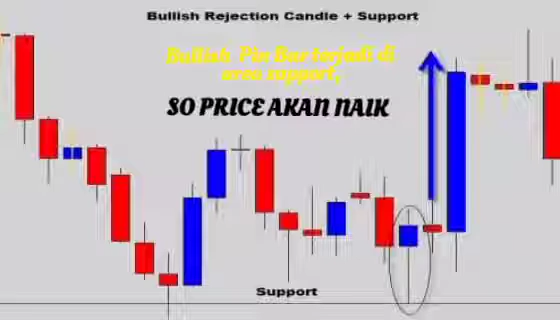 Bullish Rejection Candle + Support
Bullish Pin Bar terjadi di
area support,
SO PRICE AKAN NAIK
Support